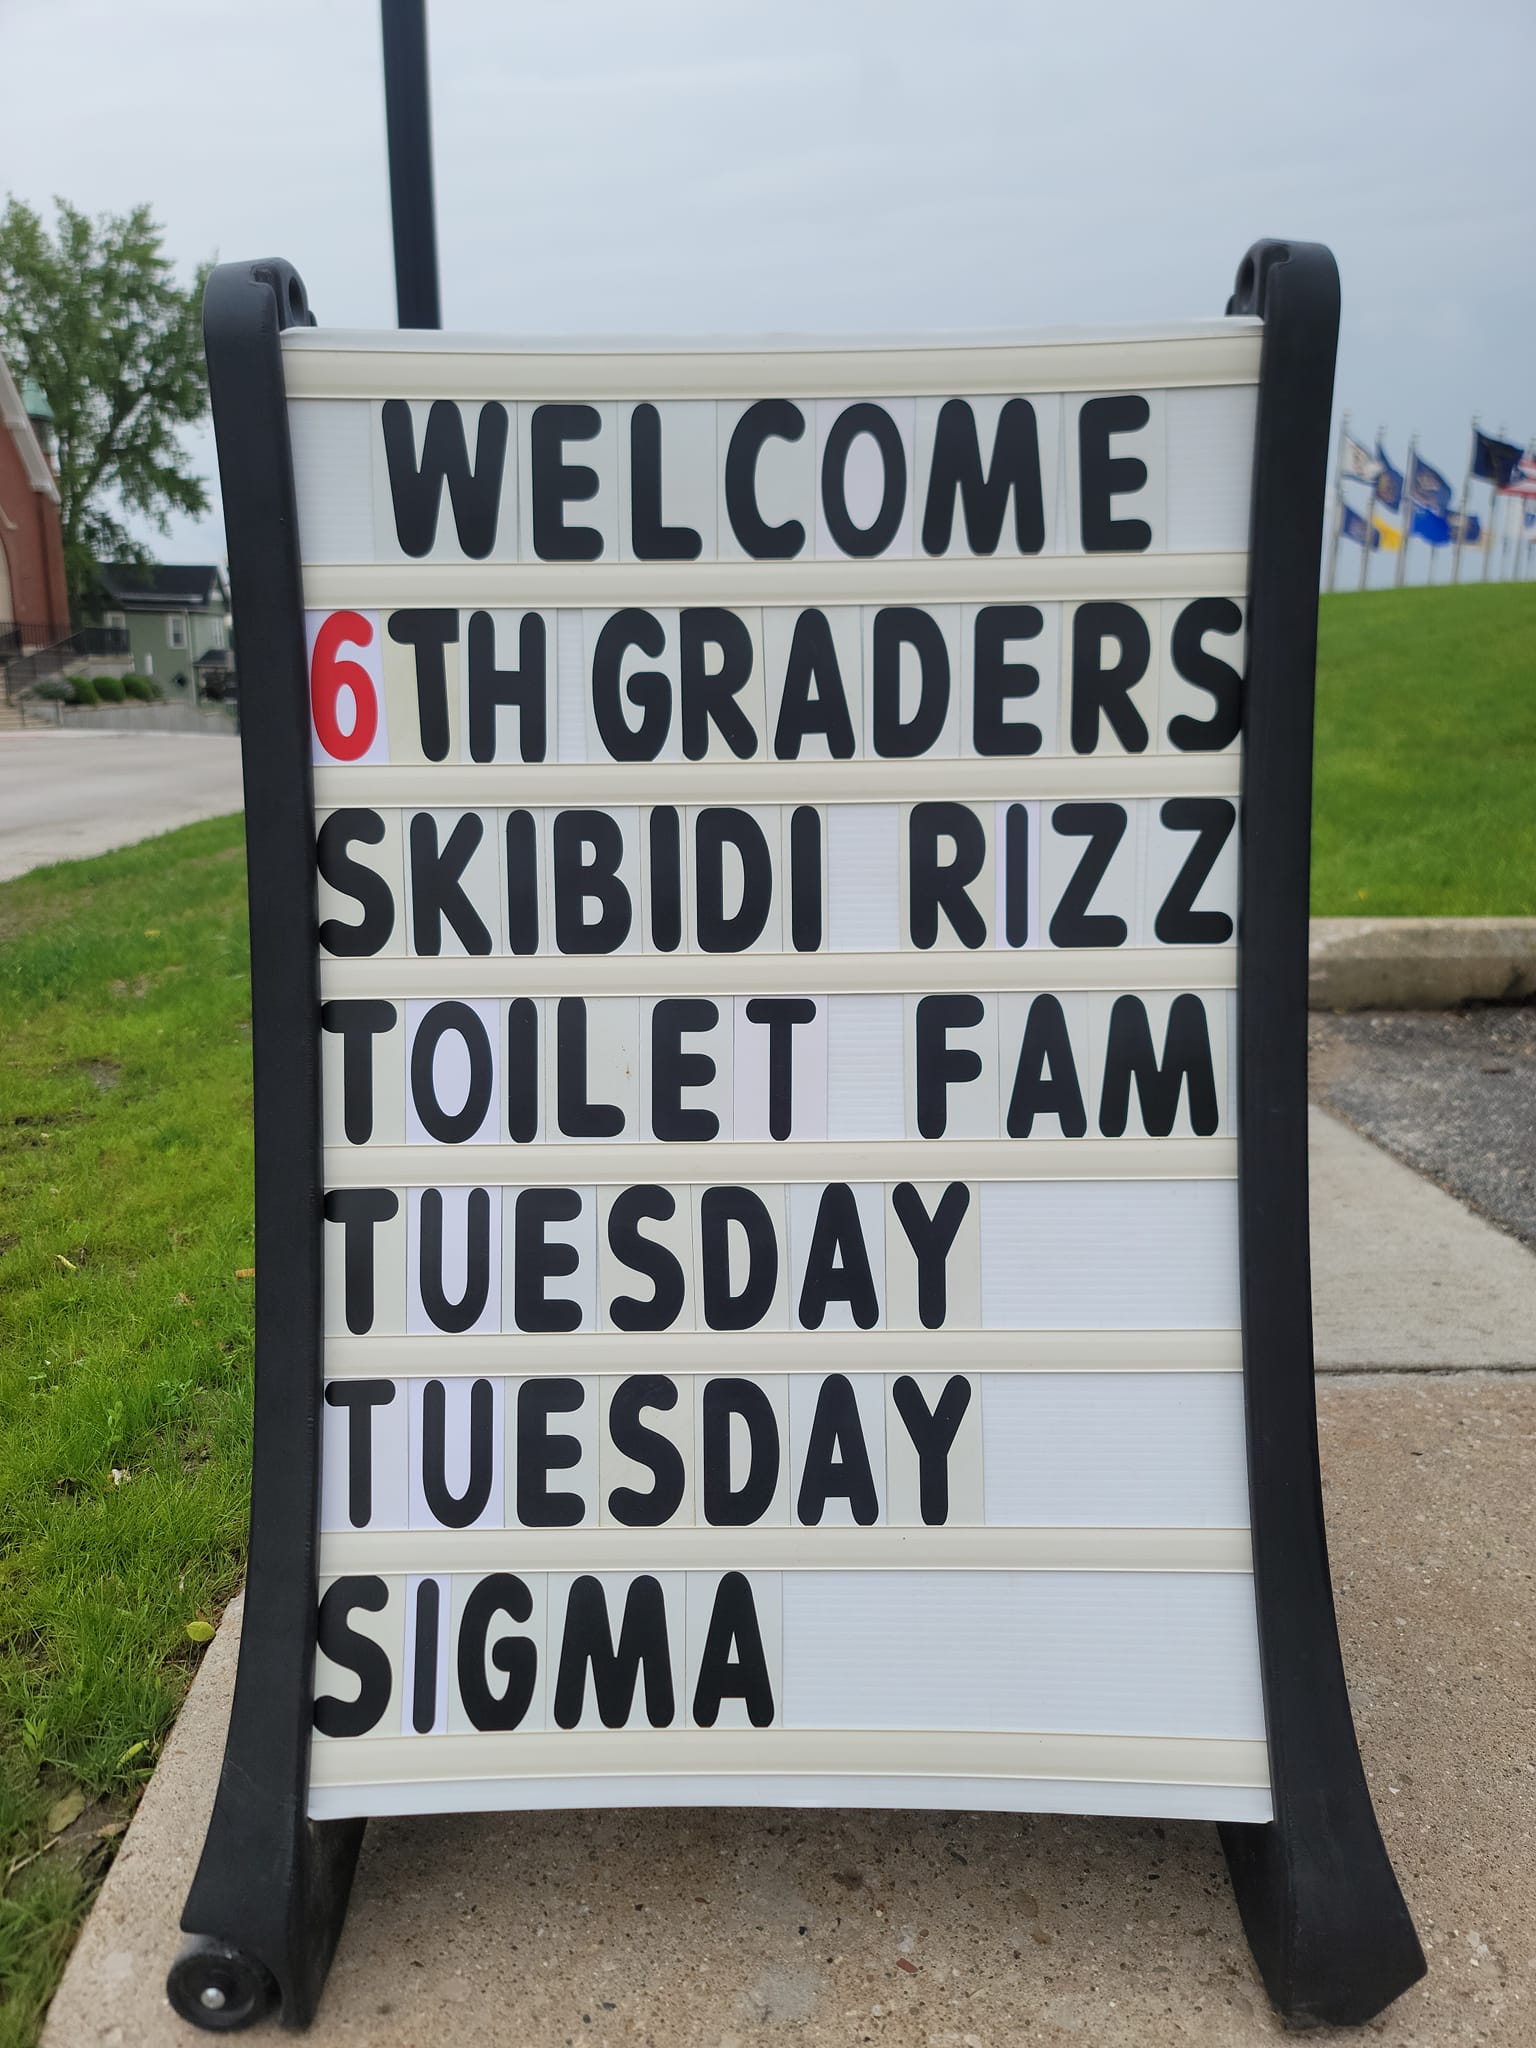 WELCOME
6TH GRADERS
SKIBIDI RIZZ
TOILET FAM
TUESDAY
TUESDAY
SIGMA